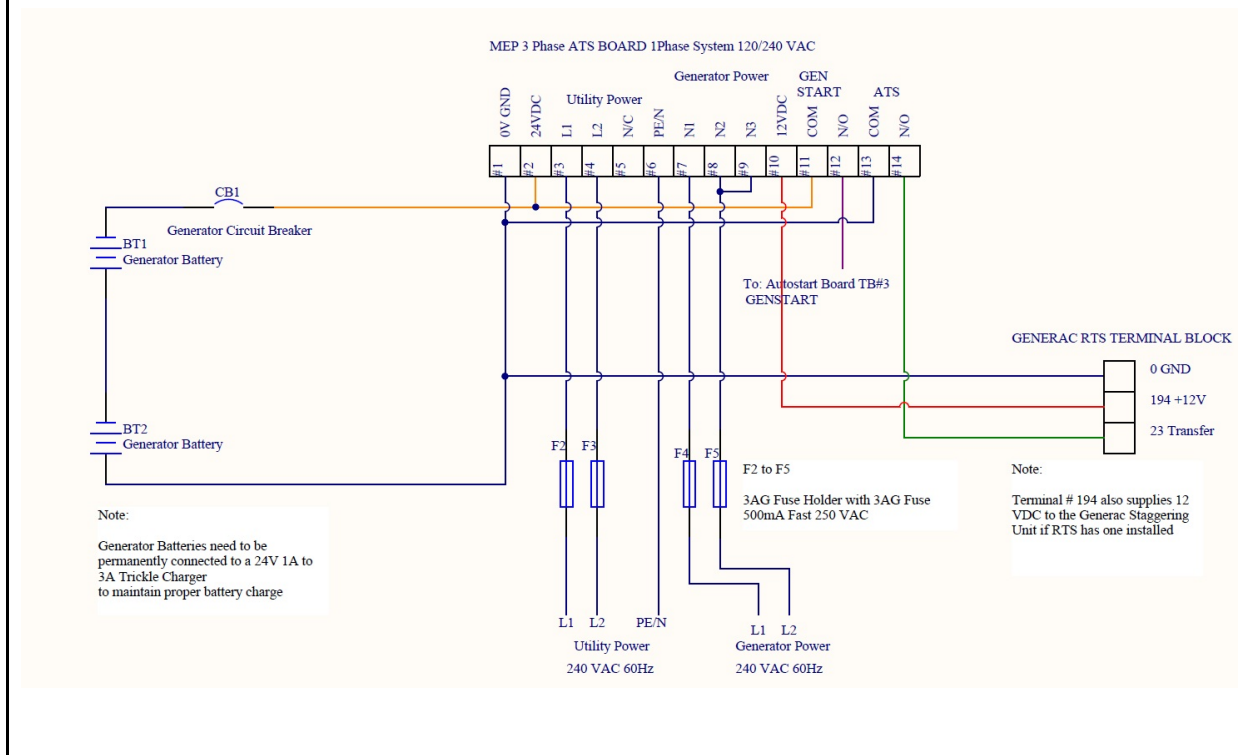 MEP 3 Phase ATS BOARD 1Phase System 120/240 VAC
Generator Power
GEN
START
ATS
Utility Power
0V GND
24VDC
L1
L2
N/C
PE/N
N1
N2
N3
12VDC
COM
N/O
COM
N/O
#1
#2
#3
#4
#5
#6
#7
#8
#9
#10
#11
#12
#13
#14
CB1
Generator Circuit Breaker
BT1
Generator Battery
To: Autostart Board TB#3
GENSTART
GENERAC RTS TERMINAL BLOCK
0 GND
194 +12V
23 Transfer
BT2
Generator Battery
F2
F3
F4
F5
F2 to F5
3AG Fuse Holder with 3AG Fuse
500mA Fast 250 VAC
Note:
Terminal # 194 also supplies 12
VDC to the Generac Staggering
Unit if RTS has one installed
Note:
Generator Batteries need to be
permanently connected to a 24V 1A to
3A Trickle Charger
to maintain proper battery charge
L1
L2
PE/N
L1
L2
Utility Power
240 VAC 60Hz
Generator Power
240 VAC 60Hz